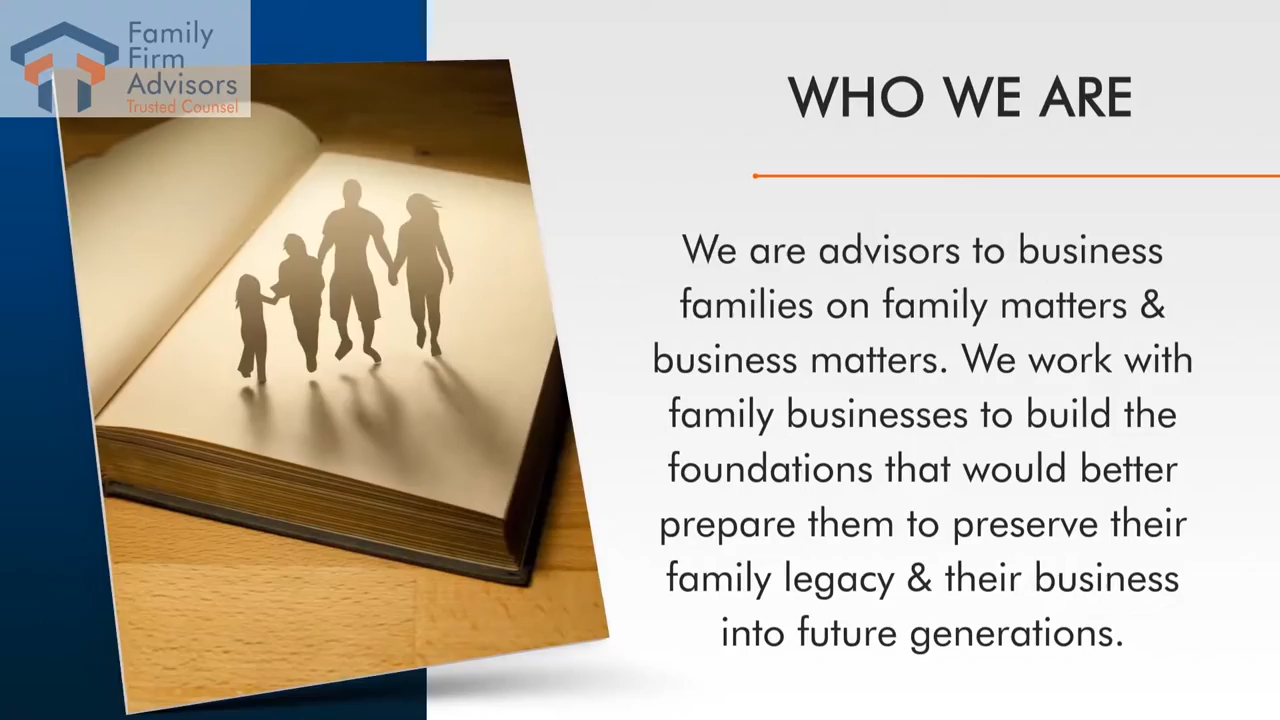 Family
Firm
Advisors
Trusted Counsel
WHO WE ARE
We are advisors to business
families on family matters &
business matters. We work with
family businesses to build the
foundations that would better
prepare them to preserve their
family legacy & their business
into future generations.